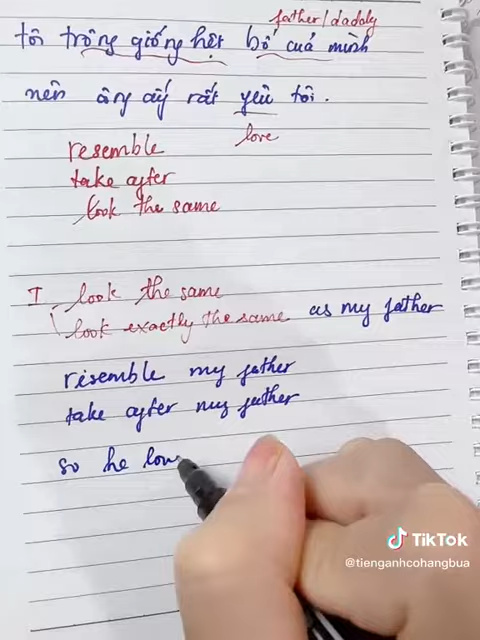 father/daddy
tôi trông giống hệt bố cuả mình
nên ông ấy rất yêu tôi.
love
resemble
take after
look the same
I look the same
look exactly the same as my father
resemble my father
take after my father
so he lov
TikTok
@tienganhcohangbua